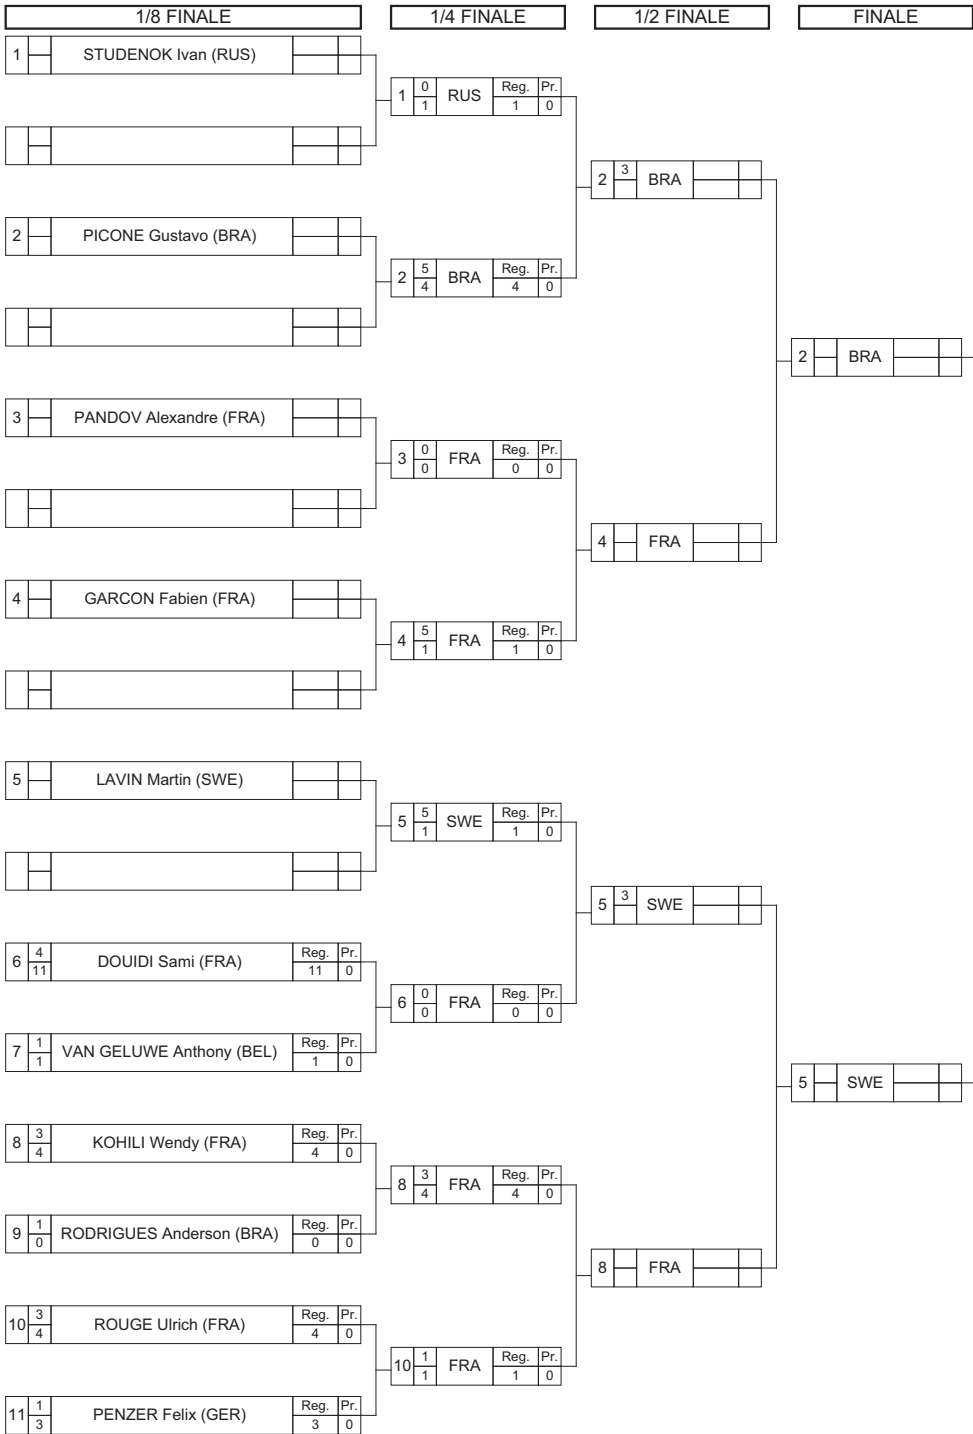 1/8 FINALE 1/4 FINALE 1/2 FINALE FINALE
1 STUDENOK Ivan (RUS)
1 0 1 RUS Reg. Pr. 1 0
2 3 BRA
2 PICONE Gustavo (BRA)
2 5 4 BRA Reg. Pr. 4 0
2 BRA
3 PANDOV Alexandre (FRA)
3 0 0 FRA Reg. Pr. 0 0
4 FRA
4 GARCON Fabien (FRA)
4 5 1 FRA Reg. Pr. 1 0
5 LAVIN Martin (SWE)
5 5 1 SWE Reg. Pr. 1 0
5 3 SWE
6 4 11 DOUIDI Sami (FRA) Reg. Pr. 11 0
6 0 0 FRA Reg. Pr. 0 0
7 1 1 VAN GELUWE Anthony (BEL) Reg. Pr. 1 0
5 SWE
8 3 4 KOHILI Wendy (FRA) Reg. Pr. 4 0
8 3 4 FRA Reg. Pr. 4 0
9 1 0 RODRIGUES Anderson (BRA) Reg. Pr. 0 0
8 FRA
10 3 4 ROUGE Ulrich (FRA) Reg. Pr. 4 0
10 1 1 FRA Reg. Pr. 1 0
11 1 3 PENZER Felix (GER) Reg. Pr. 3 0